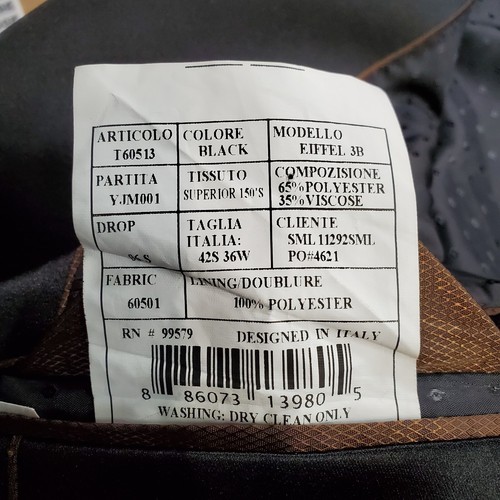 ARTICOLO COLORE MODELLO
T60513 BLACK EIFFEL 3B
PARTITA TISSUTO COMPOZISIONE
YJM001 SUPERIOR 150'S 65%POLYESTER
35%VISCOSE
DROP TAGLIA CLIENTE
ITALIA: SML 11292SML
42S 36W PO#4621
FABRIC LINING/DOUBLURE
60501 100% POLYESTER
RN # 99579 DESIGNED IN ITALY
8 86073 13980 5
WASHING: DRY CLEAN ONLY